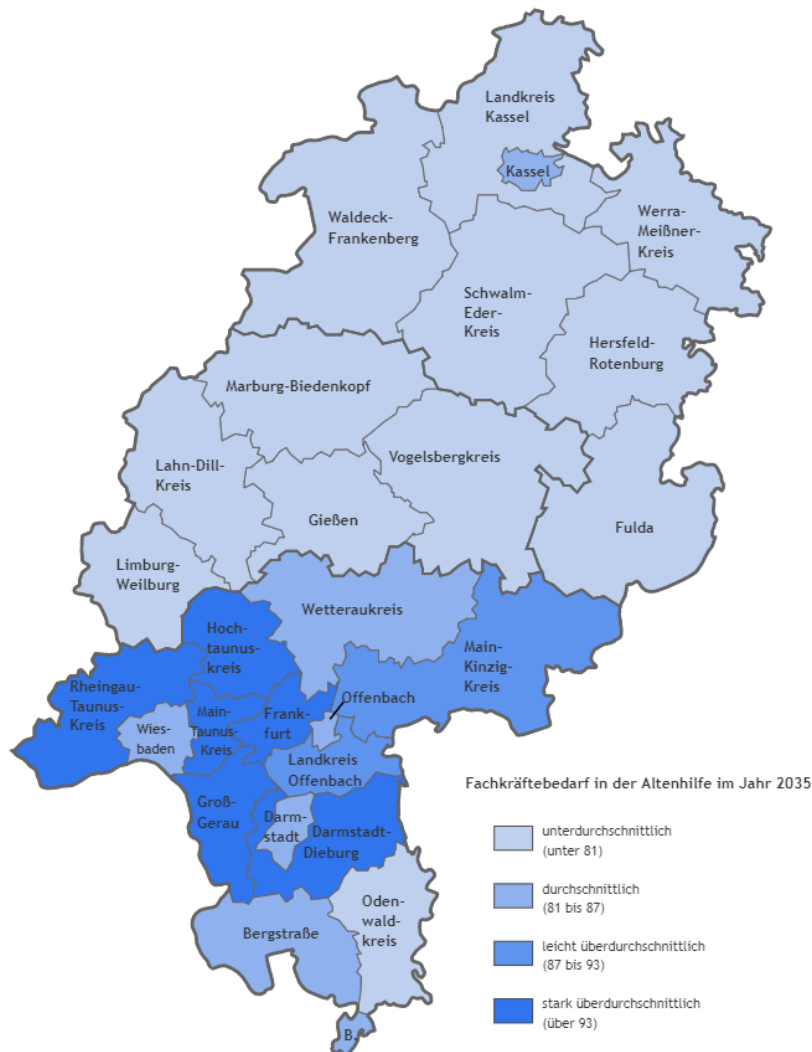 Landkreis
Kassel
Kassel
Waldeck-
Frankenberg
Werra-
Meißner-
Kreis
Schwalm-
Eder-
Kreis
Hersfeld-
Rotenburg
Marburg-Biedenkopf
Vogelsbergkreis
Lahn-Dill-
Kreis
Gießen
Fulda
Limburg-
Weilburg
Wetteraukreis
Hoch-
taunus-
kreis
Main-
Kinzig-
Kreis
Rheingau-
Taunus-
Kreis
Offenbach
Main-
Taunus-
Kreis
Frank-
furt
Wies-
baden
Landkreis
Offenbach
Groß-
Gerau
Darm-
stadt
Darmstadt-
Dieburg
Oden-
wald-
kreis
Bergstraße
B.
Fachkräftebedarf in der Altenhilfe im Jahr 2035
unterdurchschnittlich
(unter 81)
durchschnittlich
(81 bis 87)
leicht überdurchschnittlich
(87 bis 93)
stark überdurchschnittlich
(über 93)